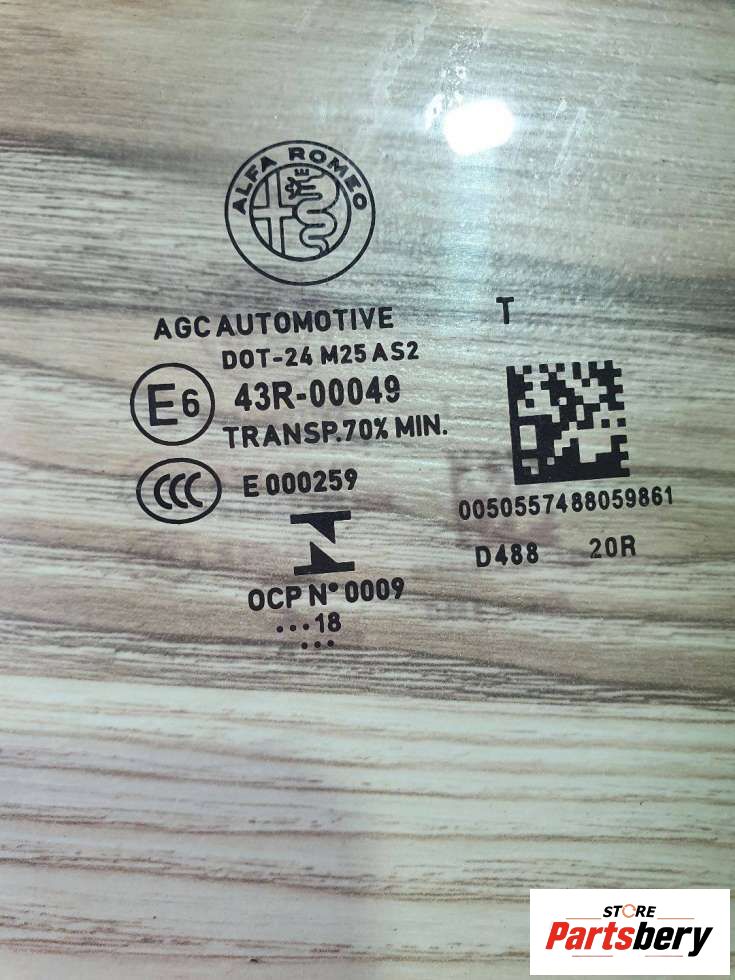 ALFA ROMEO
AGC AUTOMOTIVE
T
DOT-24 M25 AS2
E6
43R-00049
TRANSP.70% MIN.
CCC
E 000259
0050557488059861
D488 20R
OCP N° 0009
...18
...
STORE
Partsbery